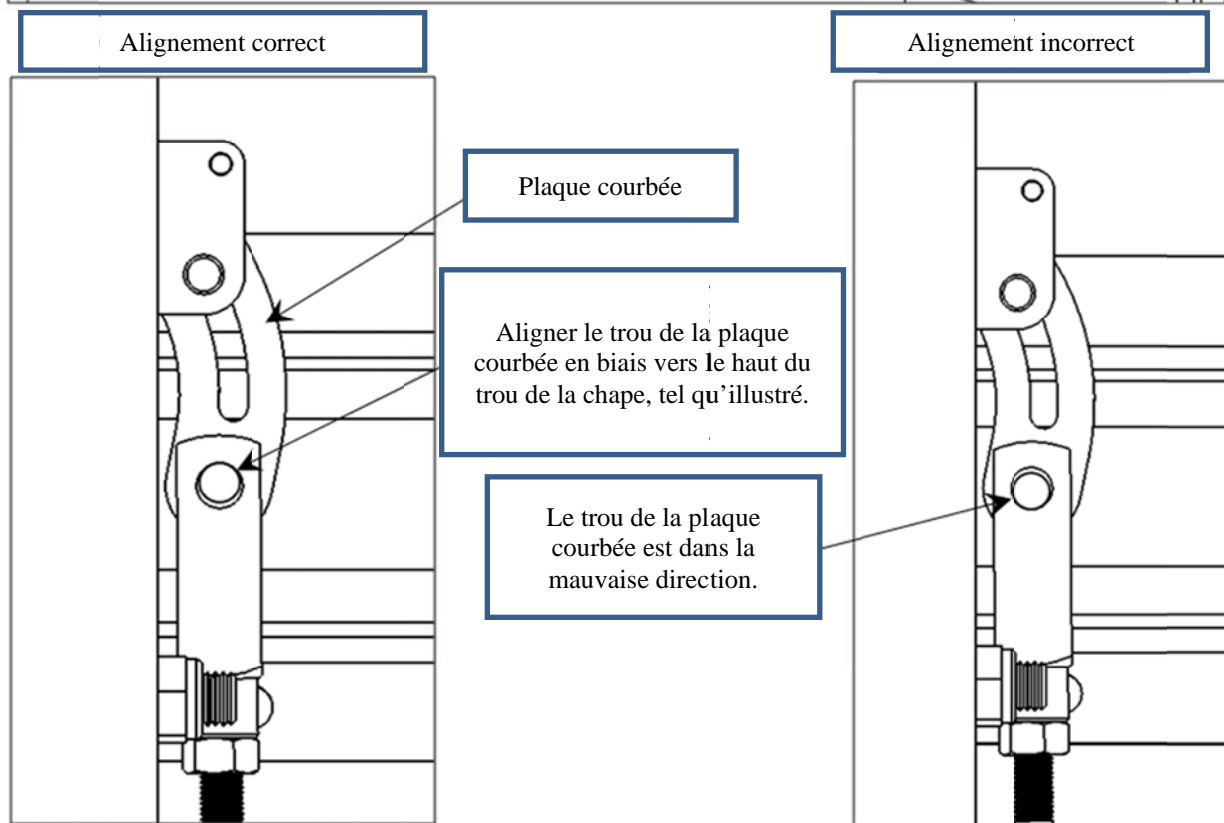 Alignement correct
Alignement incorrect
Plaque courbée
Aligner le trou de la plaque
courbée en biais vers le haut du
trou de la chape, tel qu’illustré.
Le trou de la plaque
courbée est dans la
mauvaise direction.